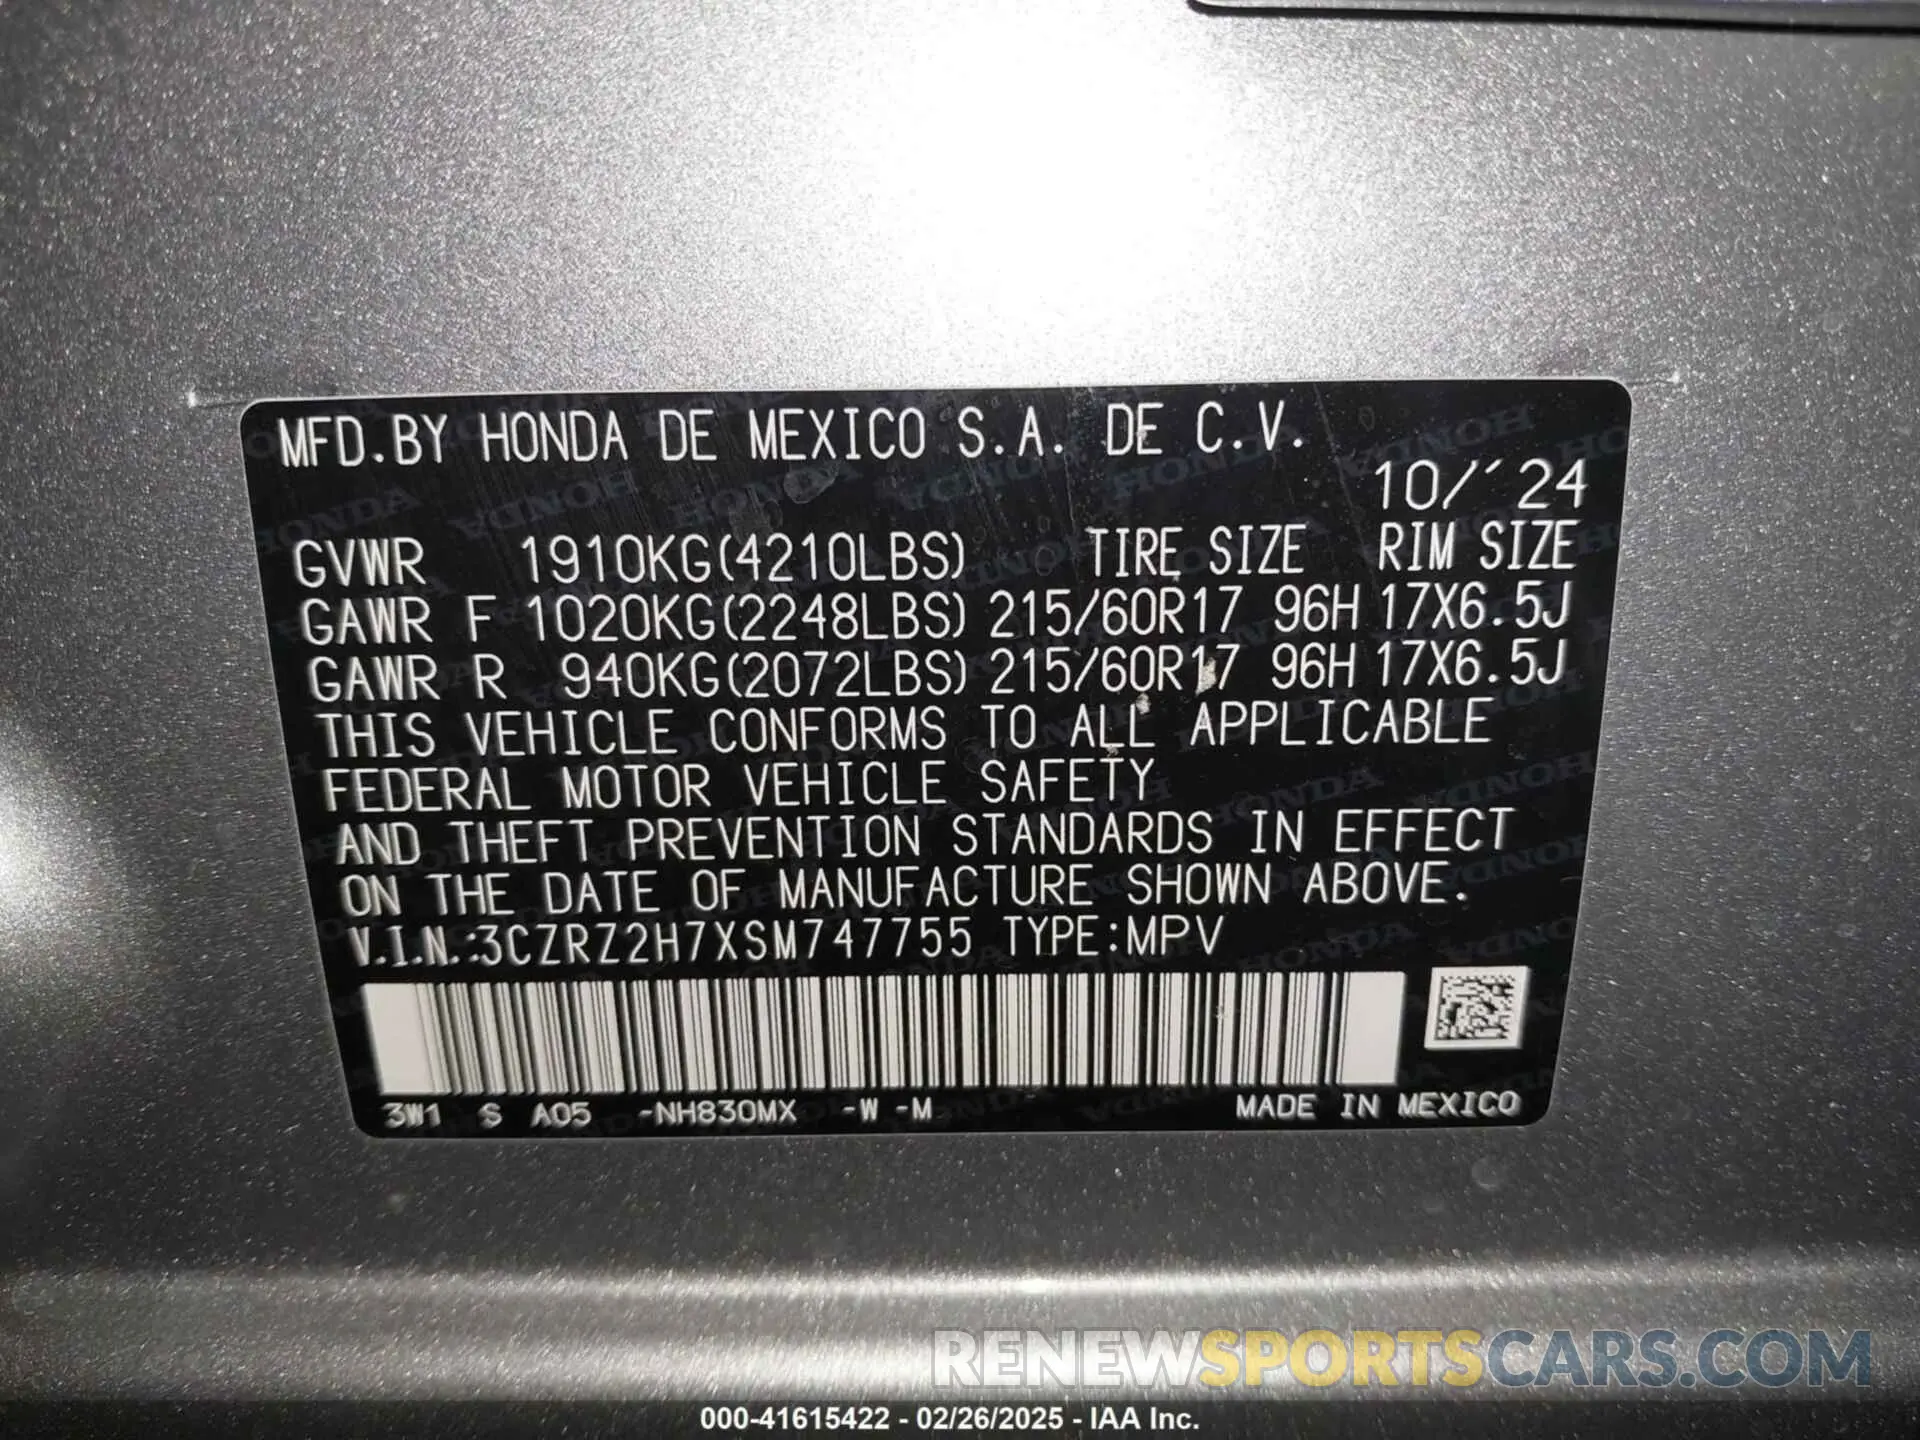 MFD.BY HONDA DE MEXICO S.A. DE C.V.
10/´24
GVWR 1910KG(4210LBS) TIRE SIZE RIM SIZE
GAWR F 1020KG(2248LBS) 215/60R17 96H 17X6.5J
GAWR R 940KG(2072LBS) 215/60R17 96H 17X6.5J
THIS VEHICLE CONFORMS TO ALL APPLICABLE
FEDERAL MOTOR VEHICLE SAFETY
AND THEFT PREVENTION STANDARDS IN EFFECT
ON THE DATE OF MANUFACTURE SHOWN ABOVE.
V.I.N.:3CZRZ2H7XSM747755 TYPE:MPV
3W1 S A05 -NH830MX -W -M MADE IN MEXICO
RENEWSPORTSCARS.COM
000-41615422 - 02/26/2025 - IAA Inc.